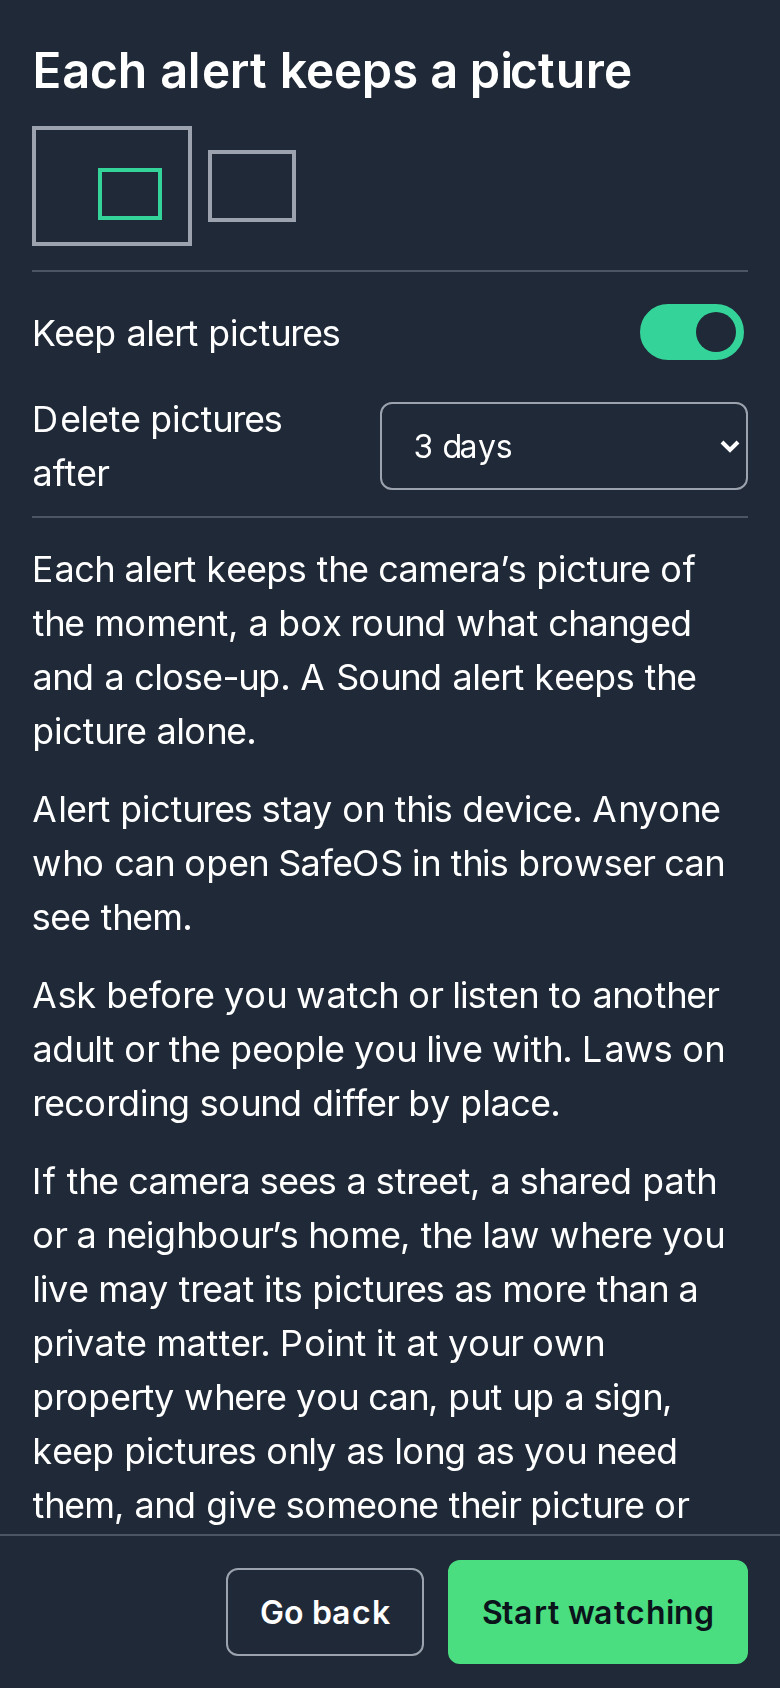 Each alert keeps a picture
Keep alert pictures
Delete pictures
after
3 days
Each alert keeps the camera’s picture of
the moment, a box round what changed
and a close-up. A Sound alert keeps the
picture alone.
Alert pictures stay on this device. Anyone
who can open SafeOS in this browser can
see them.
Ask before you watch or listen to another
adult or the people you live with. Laws on
recording sound differ by place.
If the camera sees a street, a shared path
or a neighbour’s home, the law where you
live may treat its pictures as more than a
private matter. Point it at your own
property where you can, put up a sign,
keep pictures only as long as you need
them, and give someone their picture or
Go back
Start watching